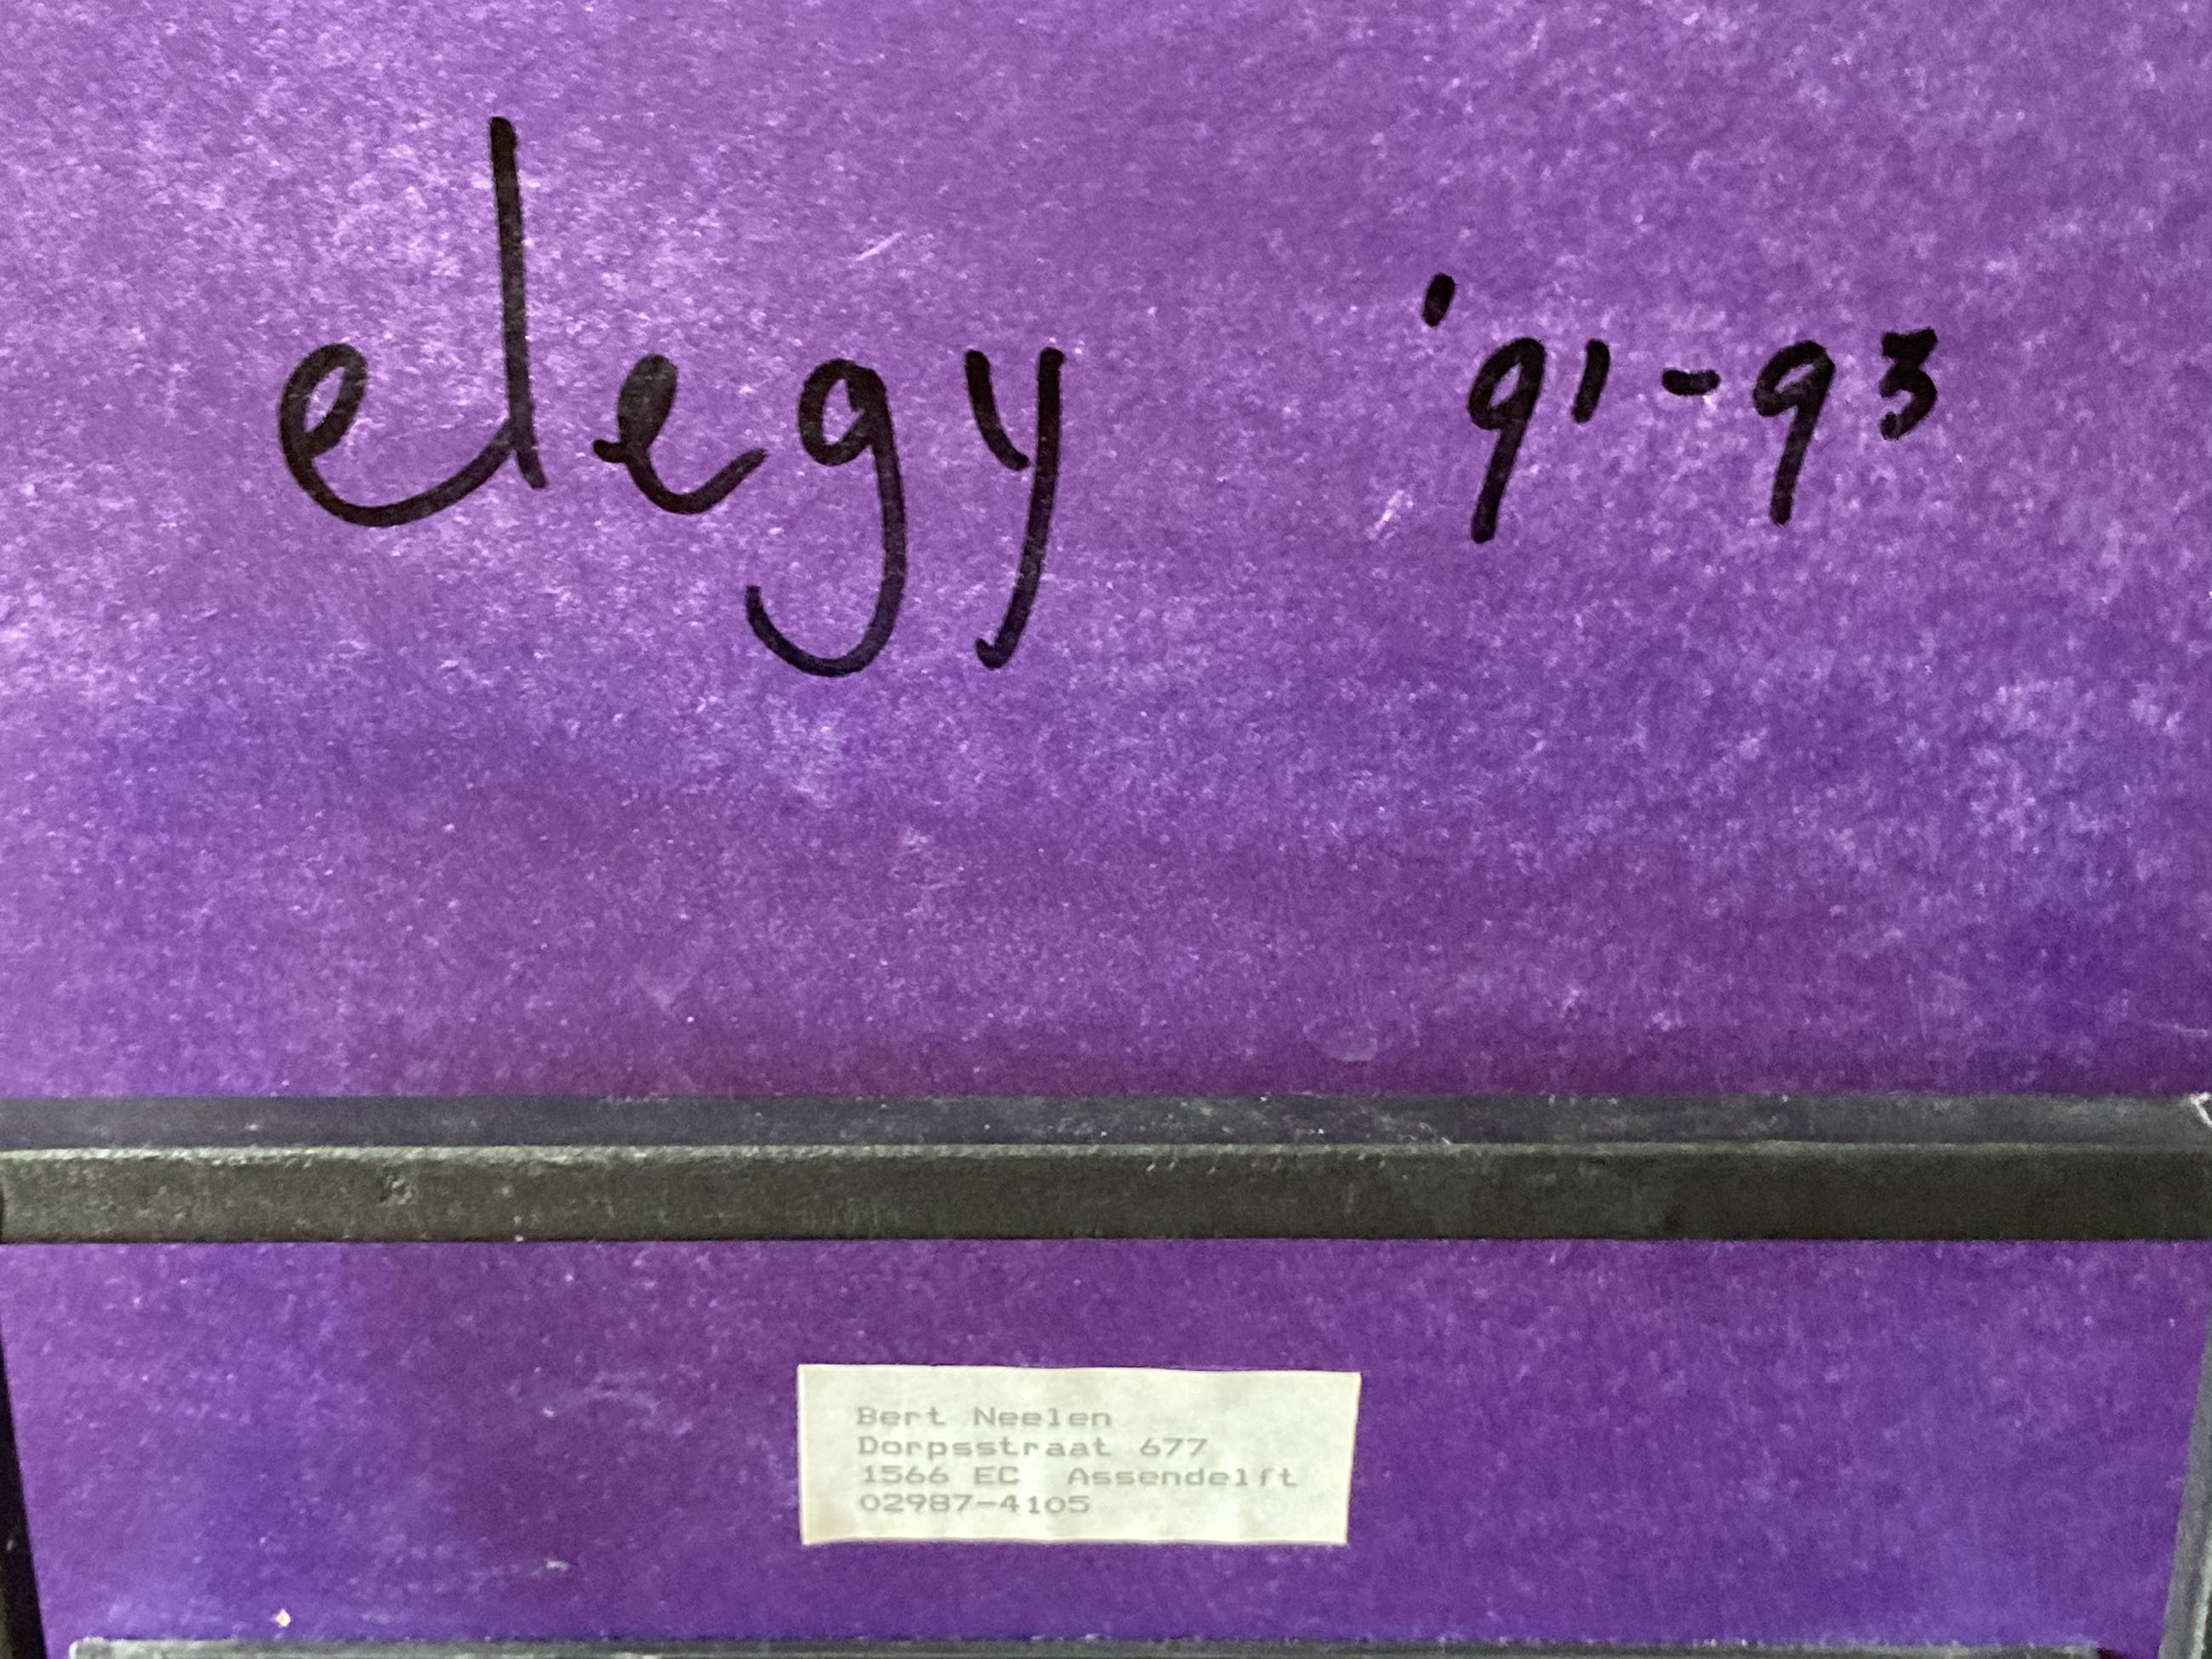 elegy '91-93
Bert Neelen
Dorpsstraat 677
1566 EC Assendelft
02987-4105